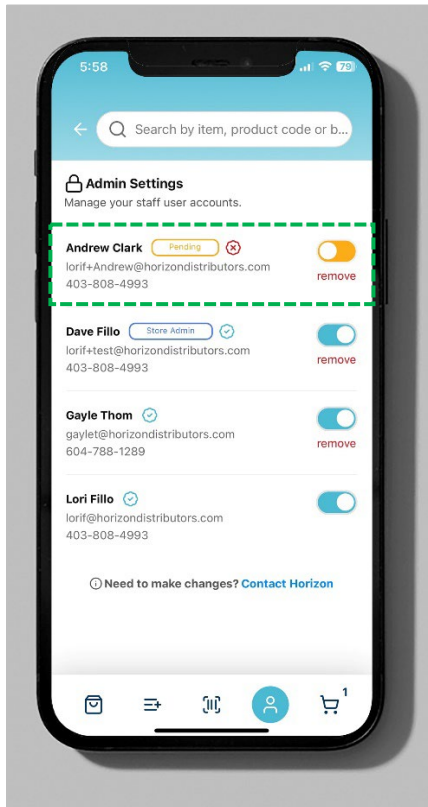 5:58
79
Search by item, product code or b...
Admin Settings
Manage your staff user accounts.
Andrew Clark Pending
lorif+Andrew@horizondistributors.com
403-808-4993
remove
Dave Fillo Store Admin
lorif+test@horizondistributors.com
403-808-4993
remove
Gayle Thom
gaylet@horizondistributors.com
604-788-1289
remove
Lori Fillo
lorif@horizondistributors.com
403-808-4993
Need to make changes? Contact Horizon
1